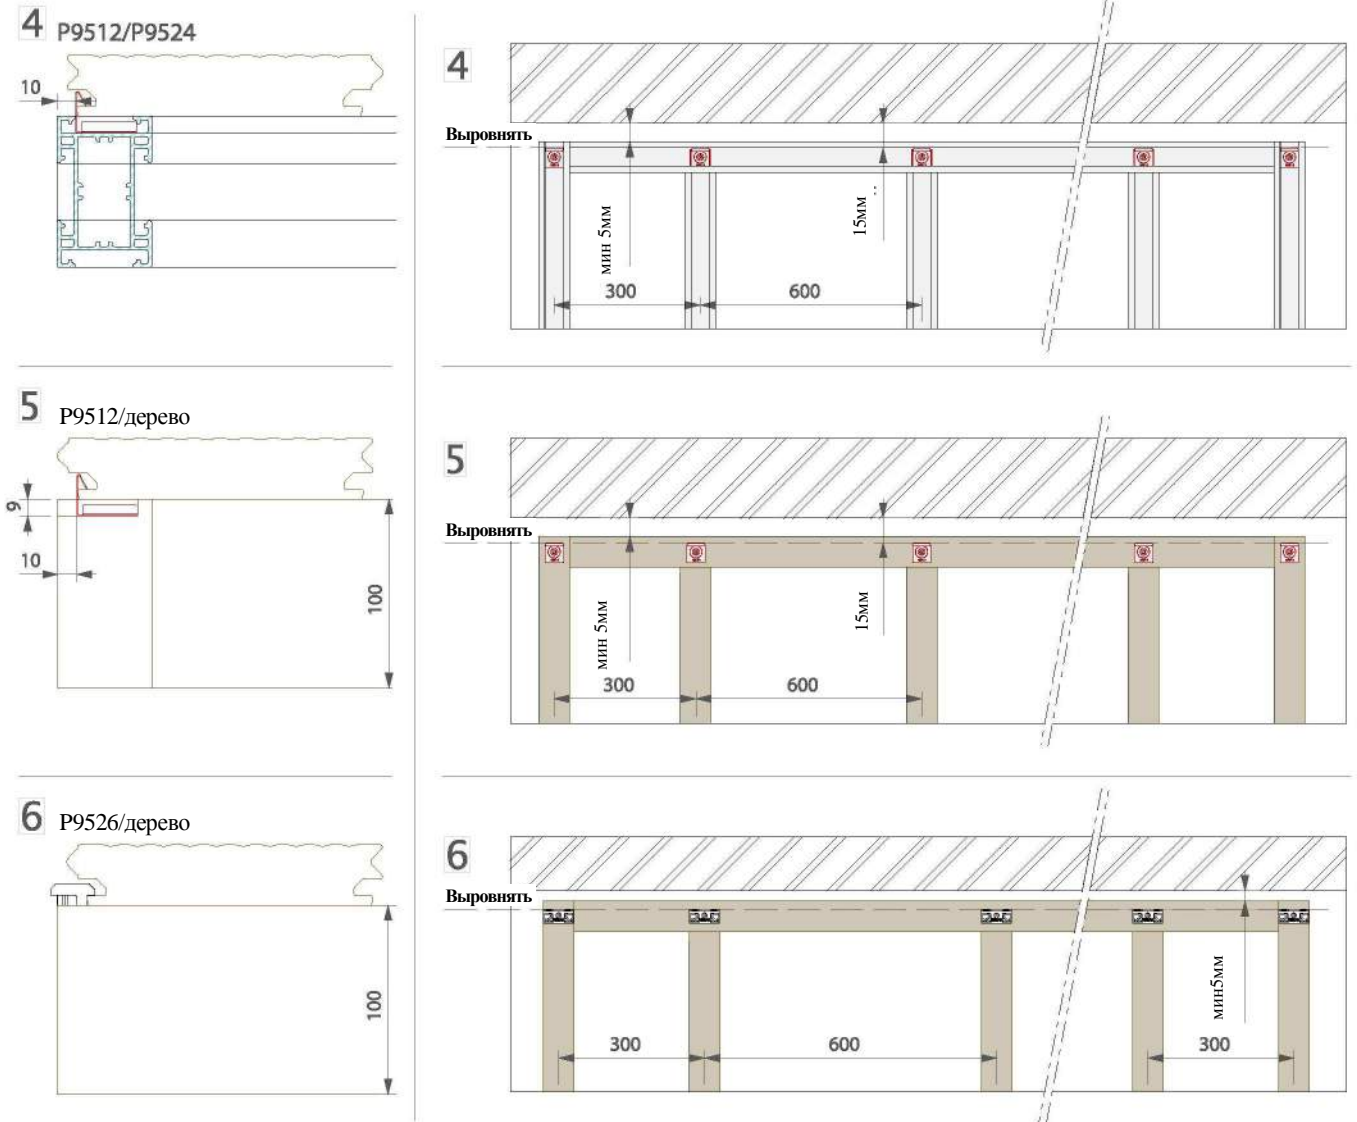 4 P9512/P9524
10
4
Выровнять
мин 5мм
15мм
300
600
5 P9512/дерево
9
10
100
5
Выровнять
мин 5мм
15мм
300
600
6 P9526/дерево
100
6
Выровнять
мин5мм
300
600
300